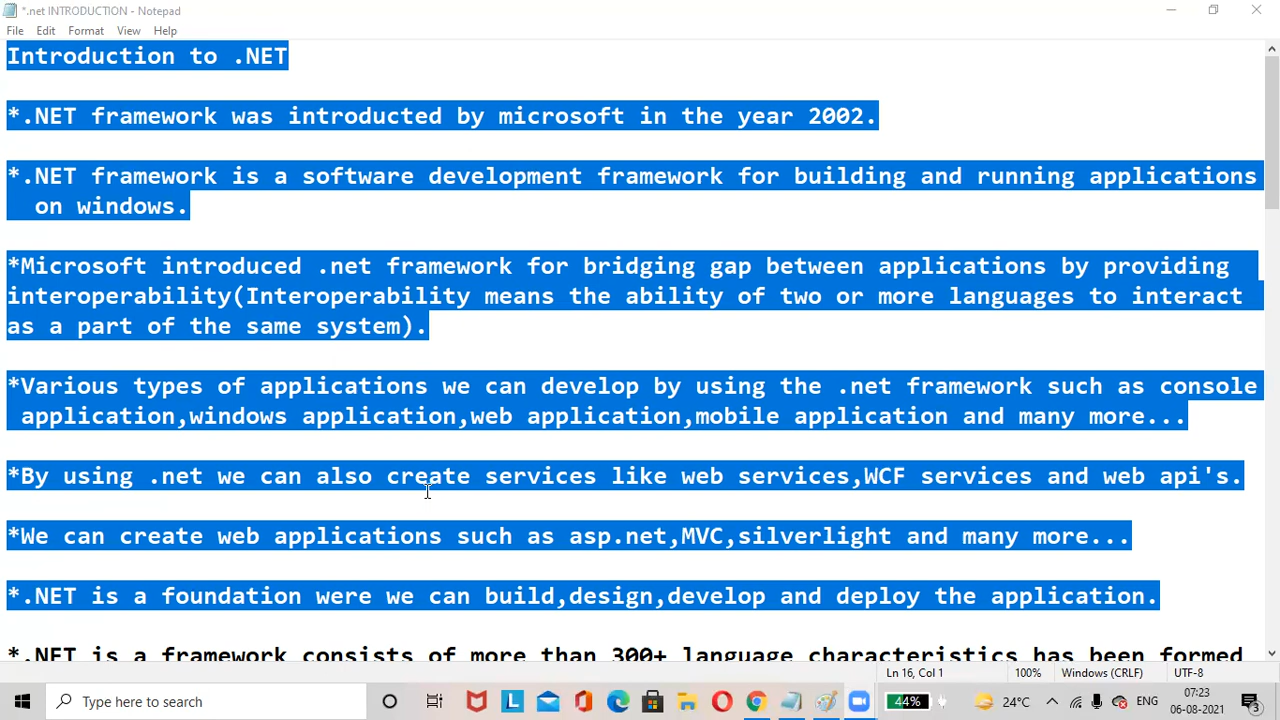 *.net INTRODUCTION - Notepad
File Edit Format View Help
Introduction to .NET
*.NET framework was introducted by microsoft in the year 2002.
*.NET framework is a software development framework for building and running applications
on windows.
*Microsoft introduced .net framework for bridging gap between applications by providing
interoperability(Interoperability means the ability of two or more languages to interact
as a part of the same system).
*Various types of applications we can develop by using the .net framework such as console
application,windows application,web application,mobile application and many more...
*By using .net we can also create services like web services,WCF services and web api's.
*We can create web applications such as asp.net,MVC,silverlight and many more...
*.NET is a foundation were we can build,design,develop and deploy the application.
*.NET is a framework consists of more than 300+ language characteristics has been formed
Ln 16, Col 1 100% Windows (CRLF) UTF-8
Type here to search 44% 24°C ENG 07:23
06-08-2021 3